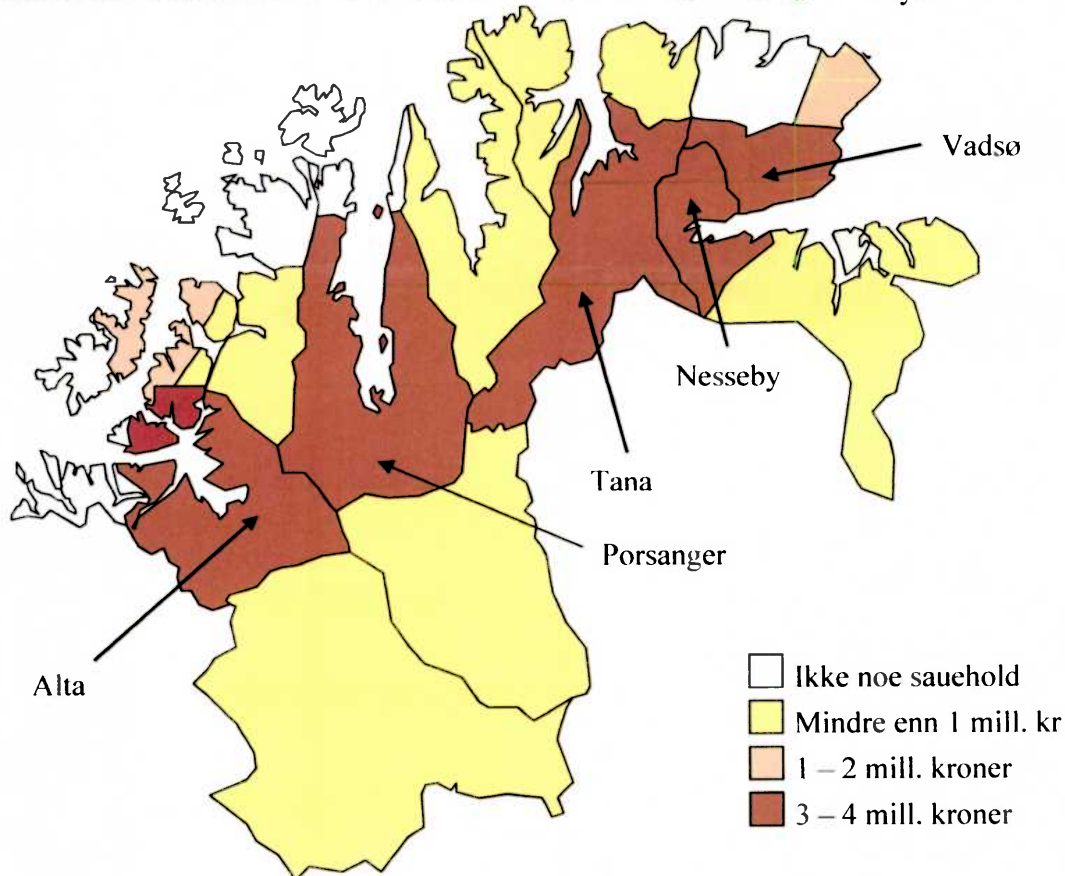 Vadsø
Nesseby
Tana
Porsanger
Alta
Ikke noe sauehold
Mindre enn 1 mill. kr
1 – 2 mill. kroner
3 – 4 mill. kroner